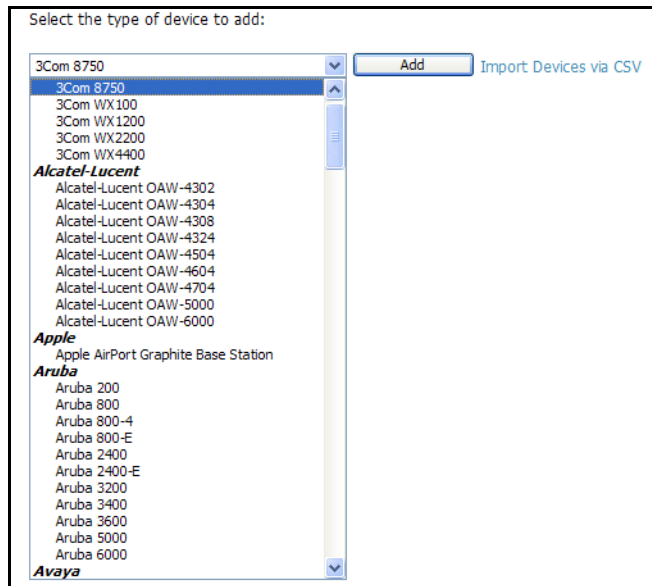 Select the type of device to add:
3Com 8750 Add Import Devices via CSV
3Com 8750
3Com WX100
3Com WX1200
3Com WX2200
3Com WX4400
Alcatel-Lucent
Alcatel-Lucent OAW-4302
Alcatel-Lucent OAW-4304
Alcatel-Lucent OAW-4308
Alcatel-Lucent OAW-4324
Alcatel-Lucent OAW-4504
Alcatel-Lucent OAW-4604
Alcatel-Lucent OAW-4704
Alcatel-Lucent OAW-5000
Alcatel-Lucent OAW-6000
Apple
Apple AirPort Graphite Base Station
Aruba
Aruba 200
Aruba 800
Aruba 800-4
Aruba 800-E
Aruba 2400
Aruba 2400-E
Aruba 3200
Aruba 3400
Aruba 3600
Aruba 5000
Aruba 6000
Avaya